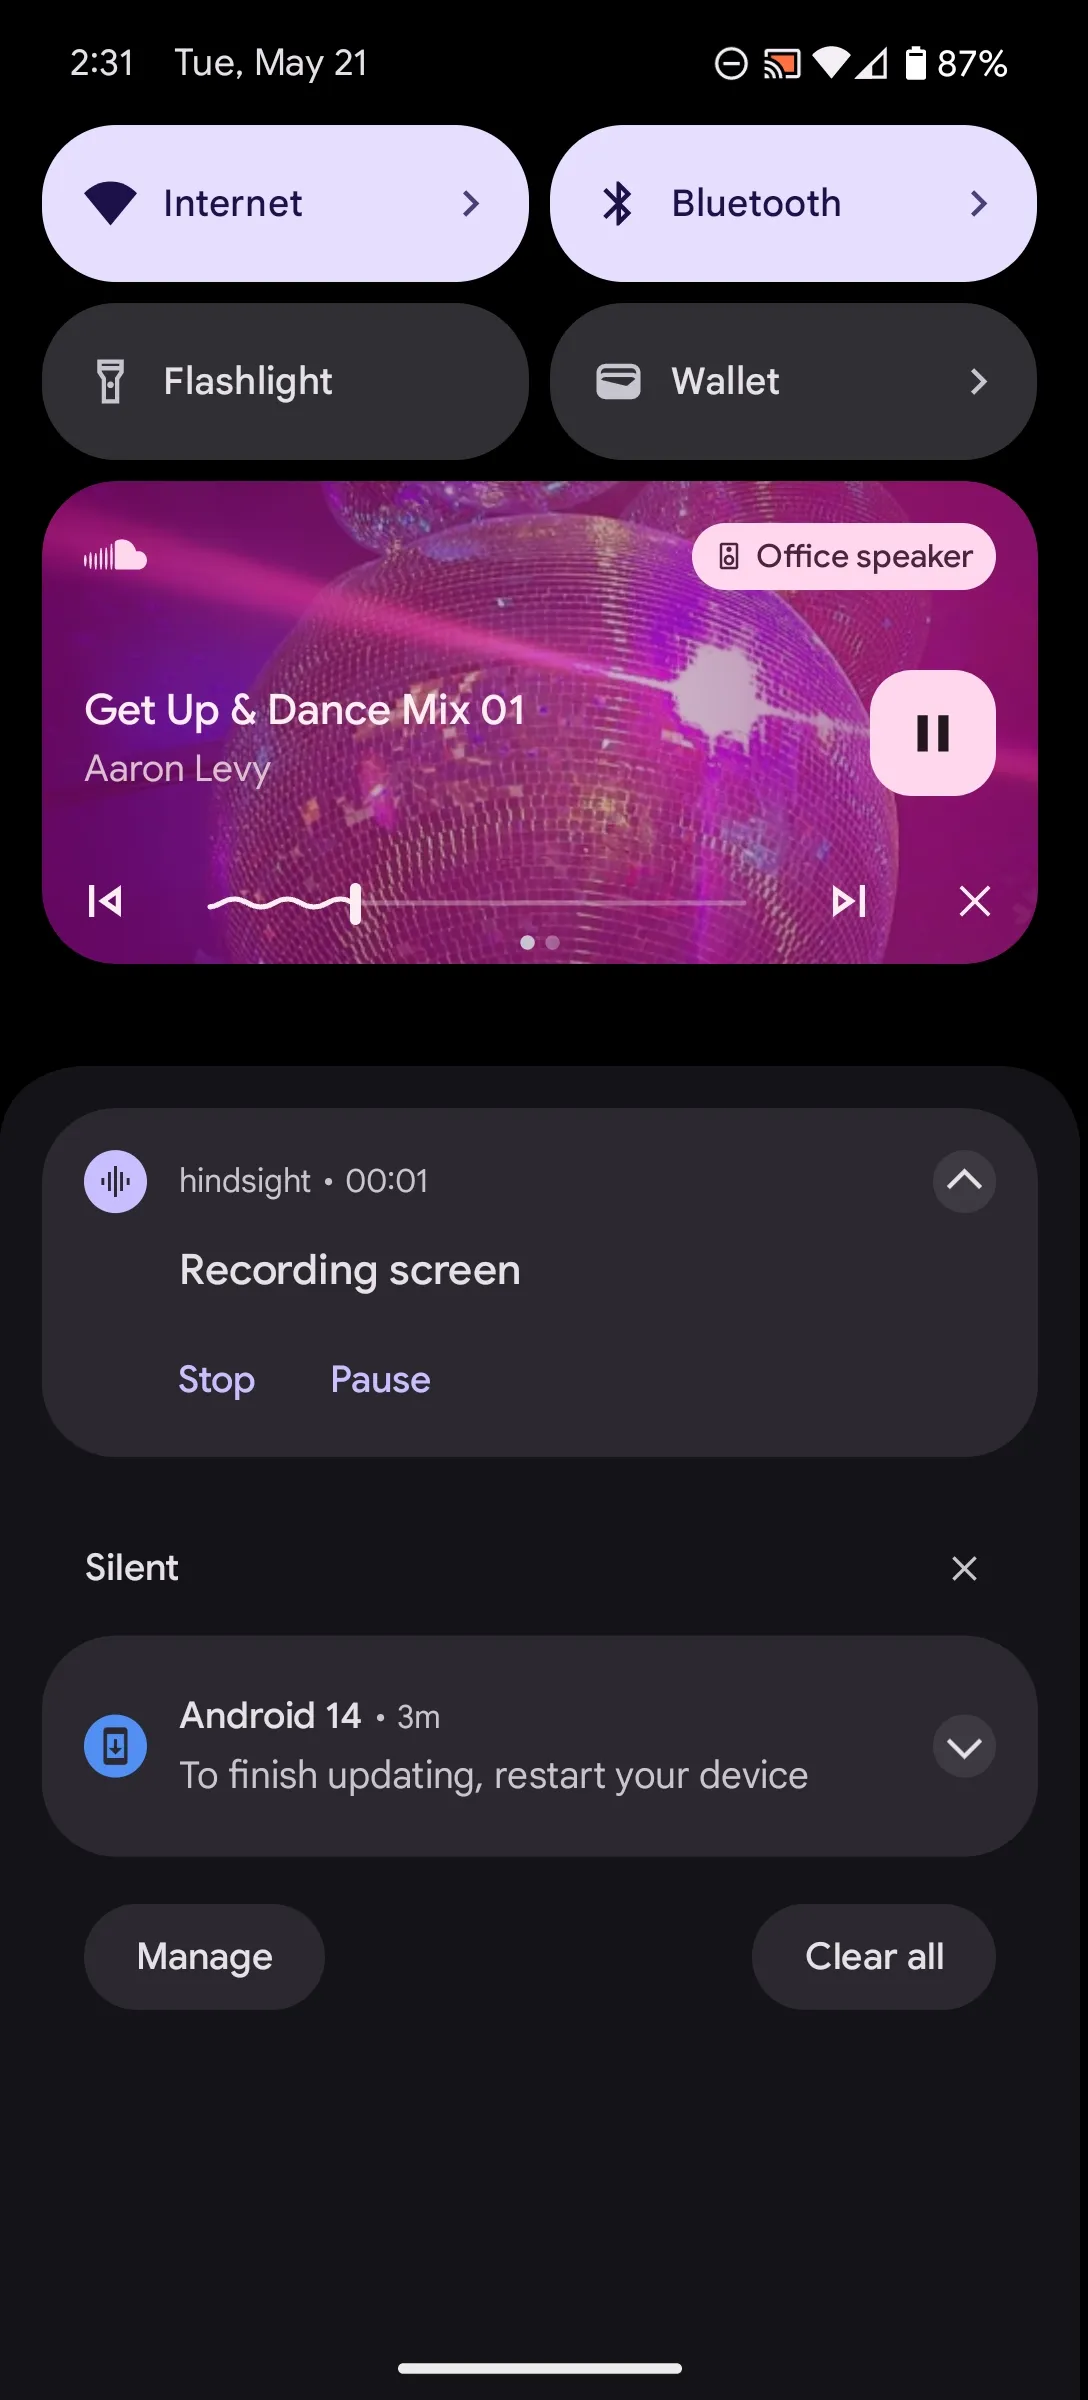 2:31 Tue, May 21 87%
Internet Bluetooth
Flashlight Wallet
Office speaker
Get Up & Dance Mix 01
Aaron Levy
hindsight • 00:01
Recording screen
Stop Pause
Silent
Android 14 • 3m
To finish updating, restart your device
Manage Clear all